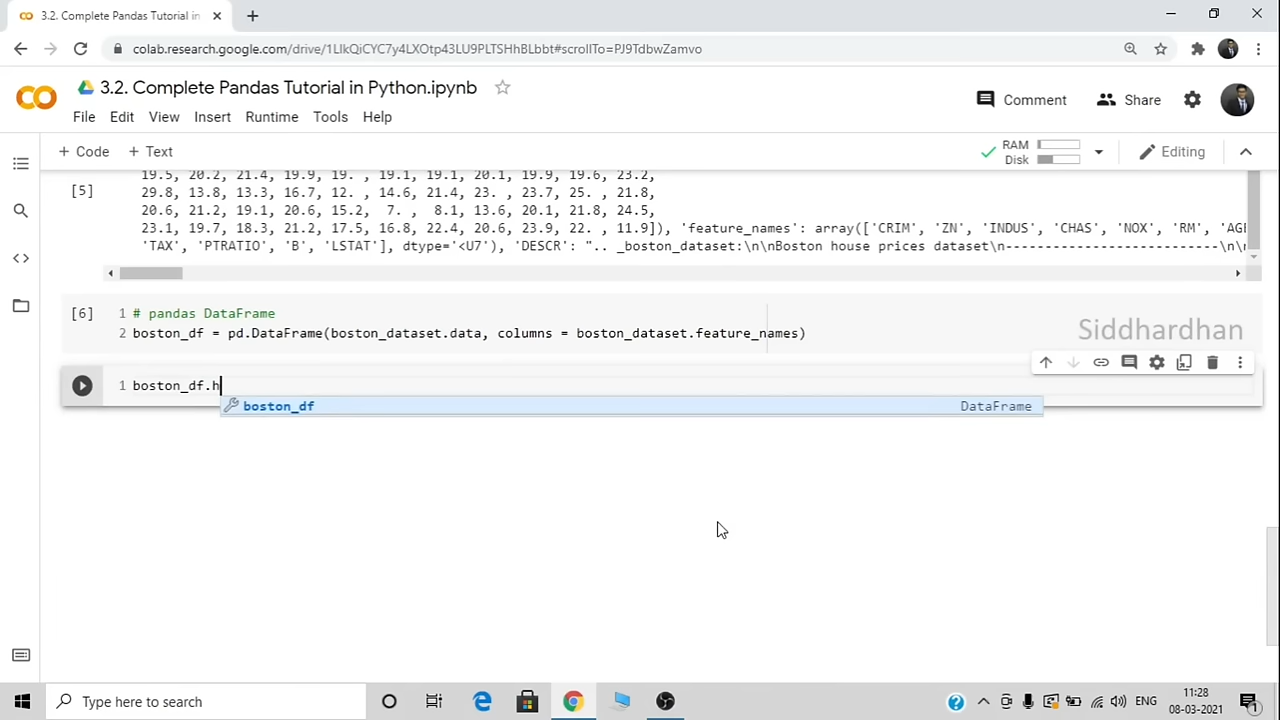 3.2. Complete Pandas Tutorial in
colab.research.google.com/drive/1LlkQiCYC7y4LXOtp43LU9PLTSHhBLbbt#scrollTo=PJ9TdbwZamvo
3.2. Complete Pandas Tutorial in Python.ipynb
Comment
Share
File Edit View Insert Runtime Tools Help
+ Code + Text
RAM
Disk
Editing
19.5, 20.2, 21.4, 19.9, 19. , 19.1, 19.1, 20.1, 19.9, 19.6, 23.2,
[5] 29.8, 13.8, 13.3, 16.7, 12. , 14.6, 21.4, 23. , 23.7, 25. , 21.8,
20.6, 21.2, 19.1, 20.6, 15.2, 7. , 8.1, 13.6, 20.1, 21.8, 24.5,
23.1, 19.7, 18.3, 21.2, 17.5, 16.8, 22.4, 20.6, 23.9, 22. , 11.9]), 'feature_names': array(['CRIM', 'ZN', 'INDUS', 'CHAS', 'NOX', 'RM', 'AGE
'TAX', 'PTRATIO', 'B', 'LSTAT'], dtype='<U7'), 'DESCR': ".. _boston_dataset:\n\nBoston house prices dataset\n---------------------------\n\n
[6] 1 # pandas DataFrame
2 boston_df = pd.DataFrame(boston_dataset.data, columns = boston_dataset.feature_names)
Siddhardhan
1 boston_df.h
boston_df DataFrame
Type here to search
ENG
11:28
08-03-2021
1